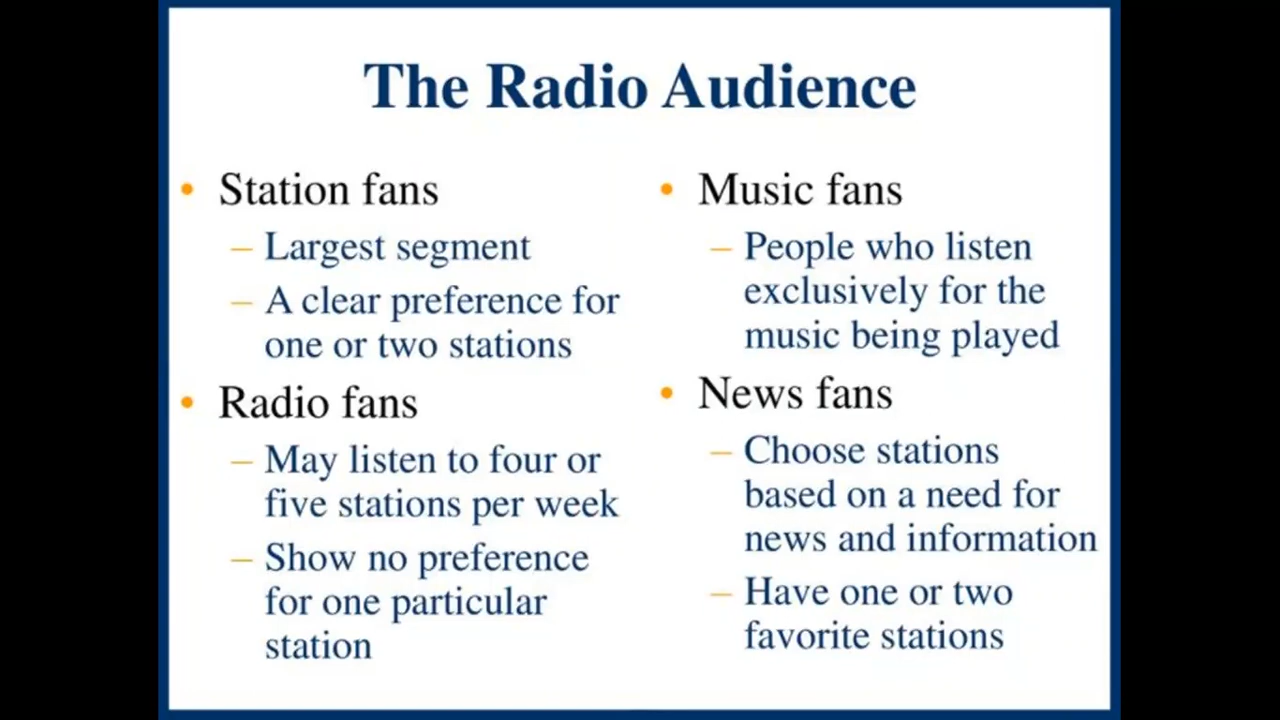 The Radio Audience
• Station fans
– Largest segment
– A clear preference for
one or two stations
• Radio fans
– May listen to four or
five stations per week
– Show no preference
for one particular
station
• Music fans
– People who listen
exclusively for the
music being played
• News fans
– Choose stations
based on a need for
news and information
– Have one or two
favorite stations